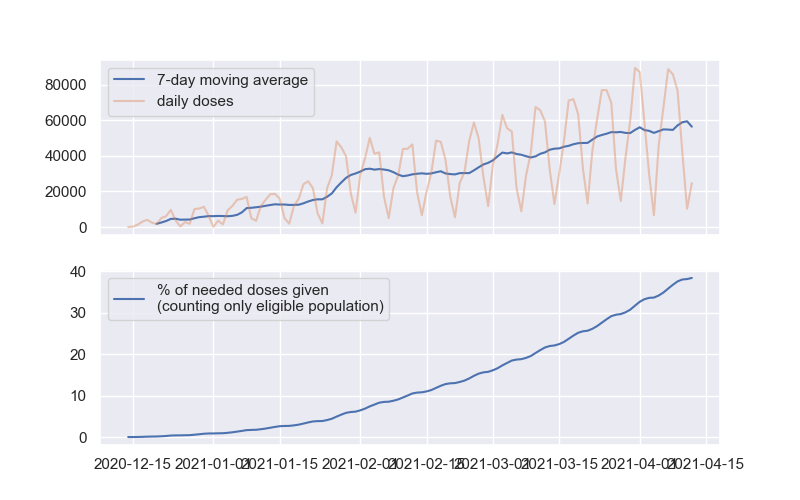 7-day moving average
daily doses
80000
60000
40000
20000
0
% of needed doses given
(counting only eligible population)
40
30
20
10
0
2020-12-15 2021-01-01 2021-01-15 2021-02-01 2021-02-15 2021-03-01 2021-03-15 2021-04-01 2021-04-15